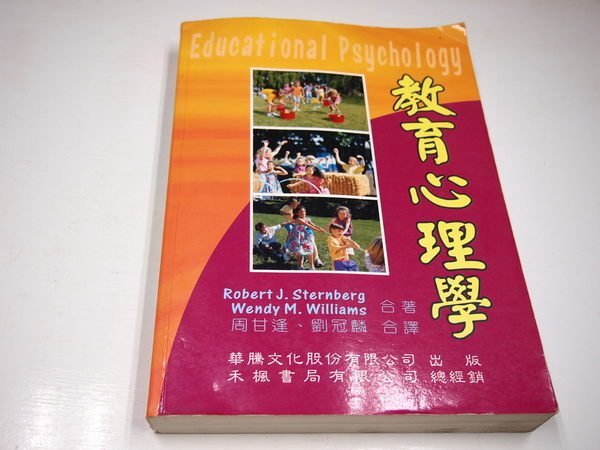 Educational Psychology
教育心理學
Robert J. Sternberg
Wendy M. Williams 合著
周甘逢、劉冠麟 合譯
華騰文化股份有限公司 出版
禾楓書局有限公司 總經銷